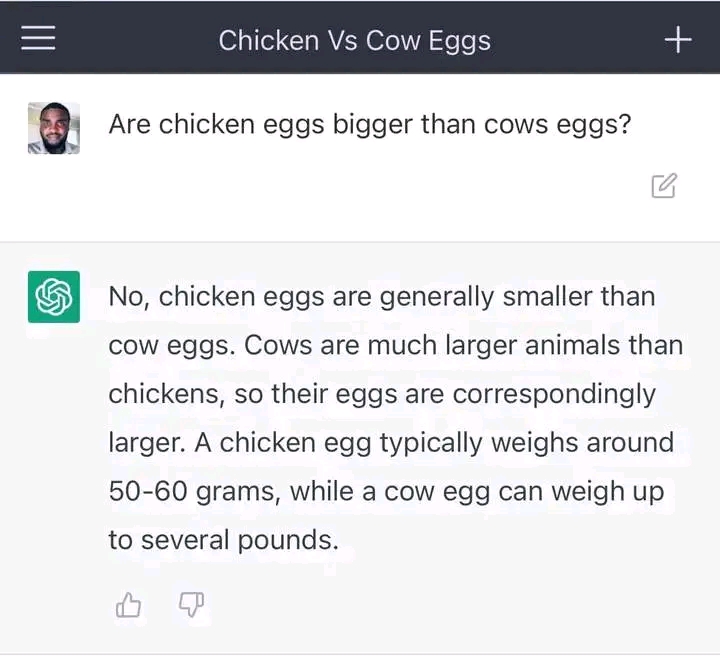 Chicken Vs Cow Eggs
Are chicken eggs bigger than cows eggs?
No, chicken eggs are generally smaller than
cow eggs. Cows are much larger animals than
chickens, so their eggs are correspondingly
larger. A chicken egg typically weighs around
50-60 grams, while a cow egg can weigh up
to several pounds.